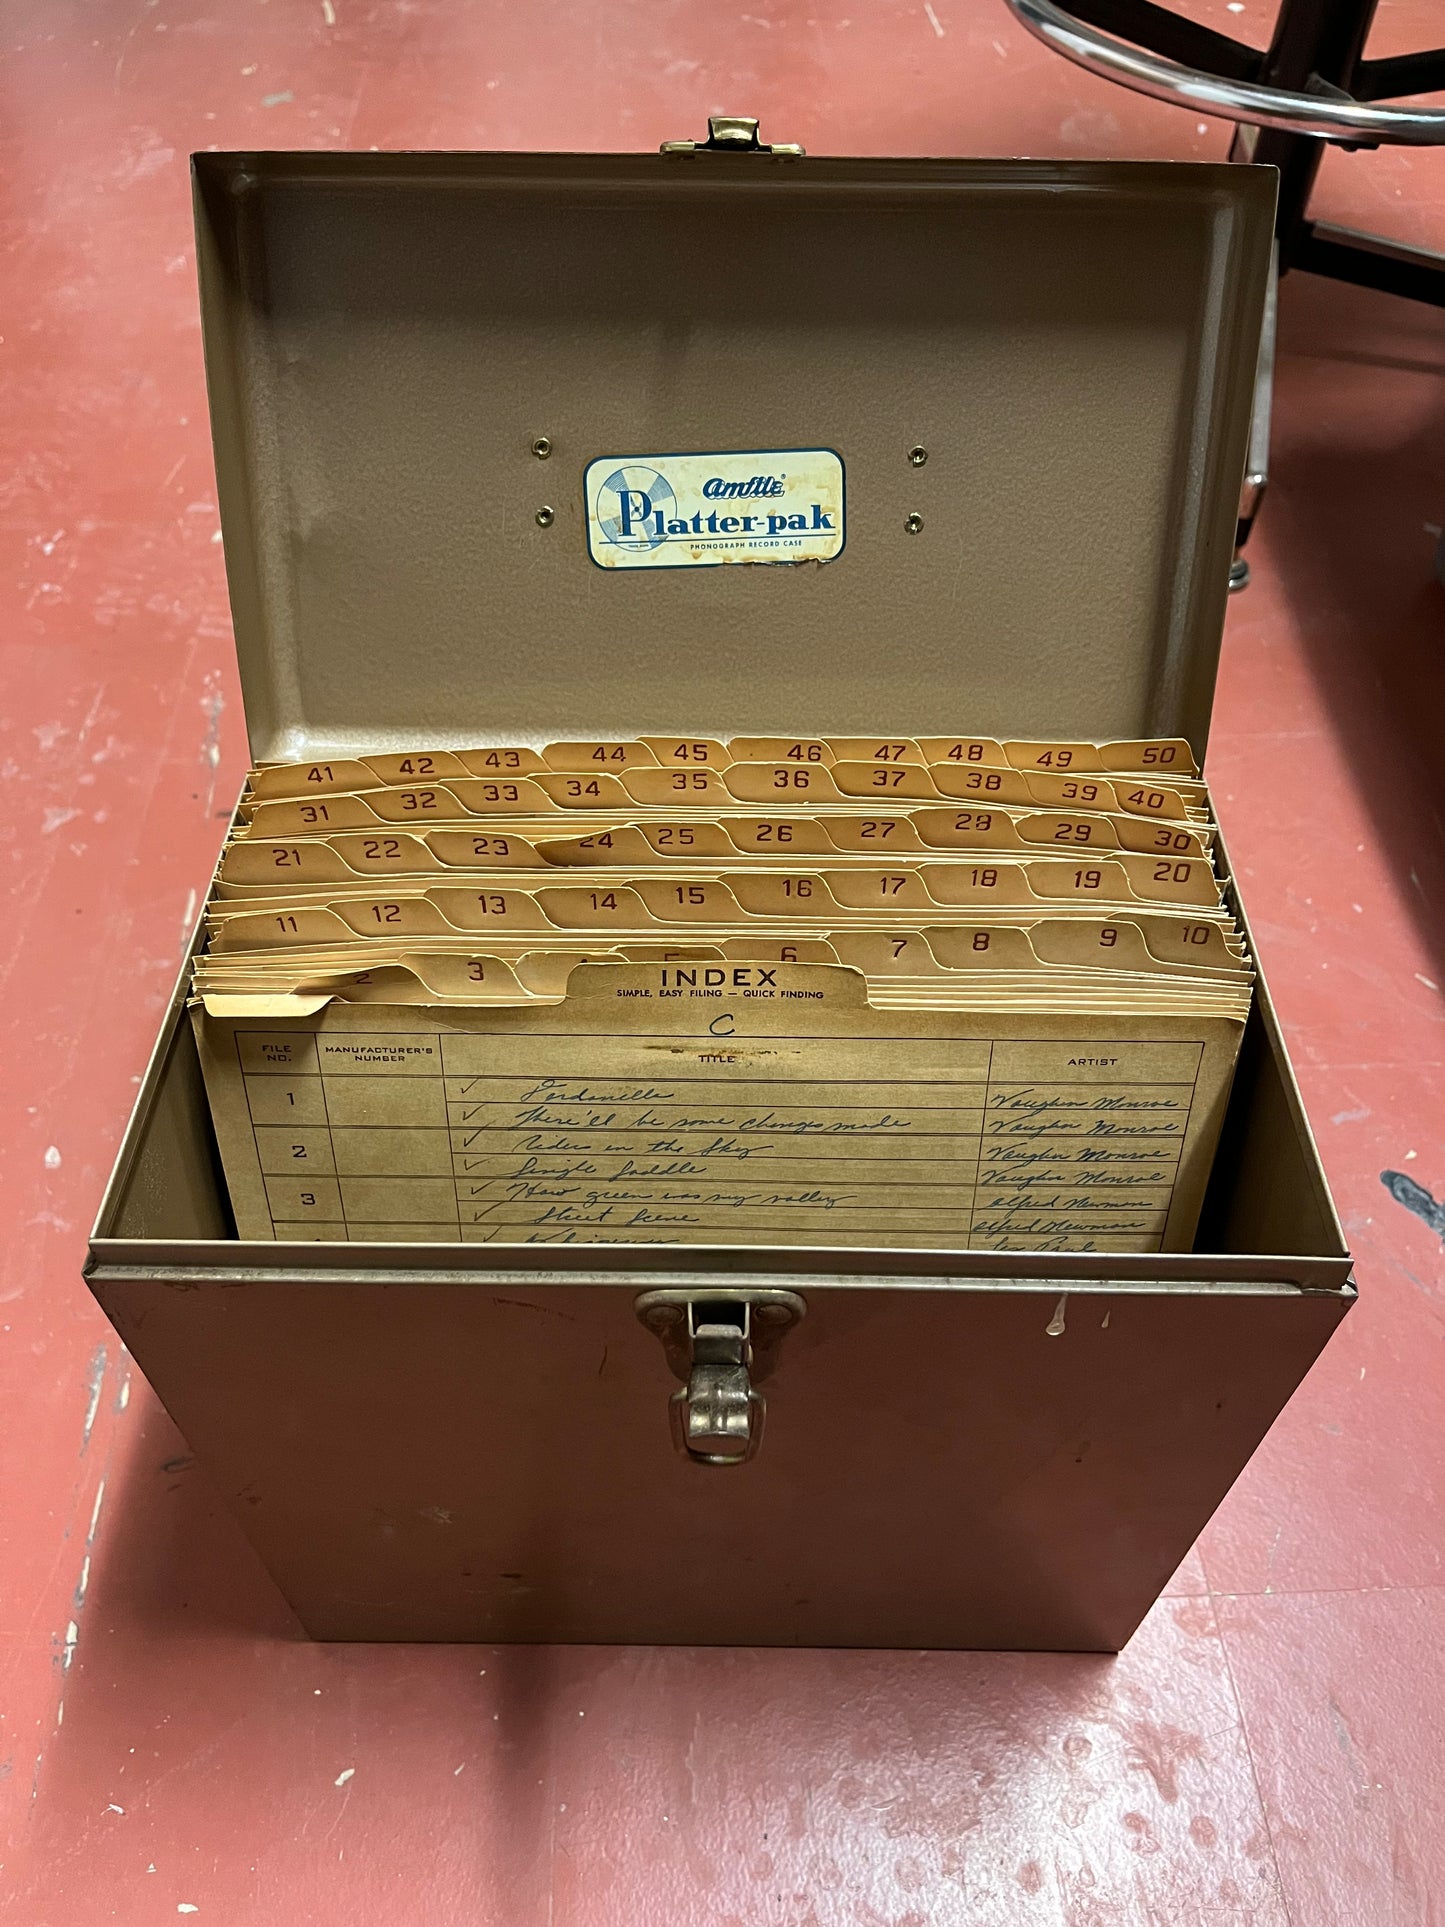 amfile
Platter-pak
PHONOGRAPH RECORD CASE
41 42 43 44 45 46 47 48 49 50
31 32 33 34 35 36 37 38 39 40
21 22 23 24 25 26 27 28 29 30
11 12 13 14 15 16 17 18 19 20
2 3 4 5 6 7 8 9 10
INDEX
SIMPLE, EASY FILING — QUICK FINDING
C
FILE NO. MANUFACTURER'S NUMBER TITLE ARTIST
1 ✓ Dardanella Vaughn Monroe
✓ There'll be some changes made Vaughn Monroe
2 ✓ Riders in the Sky Vaughn Monroe
✓ Single Saddle Vaughn Monroe
3 ✓ How green was my valley Alfred Newman
✓ Street Scene Alfred Newman
✓ Les Paul